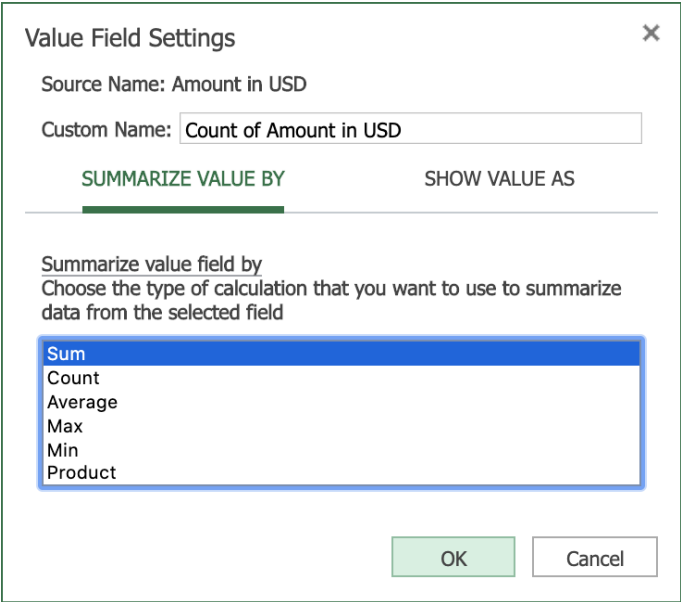 Value Field Settings
Source Name: Amount in USD
Custom Name: Count of Amount in USD
SUMMARIZE VALUE BY SHOW VALUE AS
Summarize value field by
Choose the type of calculation that you want to use to summarize
data from the selected field
Sum
Count
Average
Max
Min
Product
OK Cancel